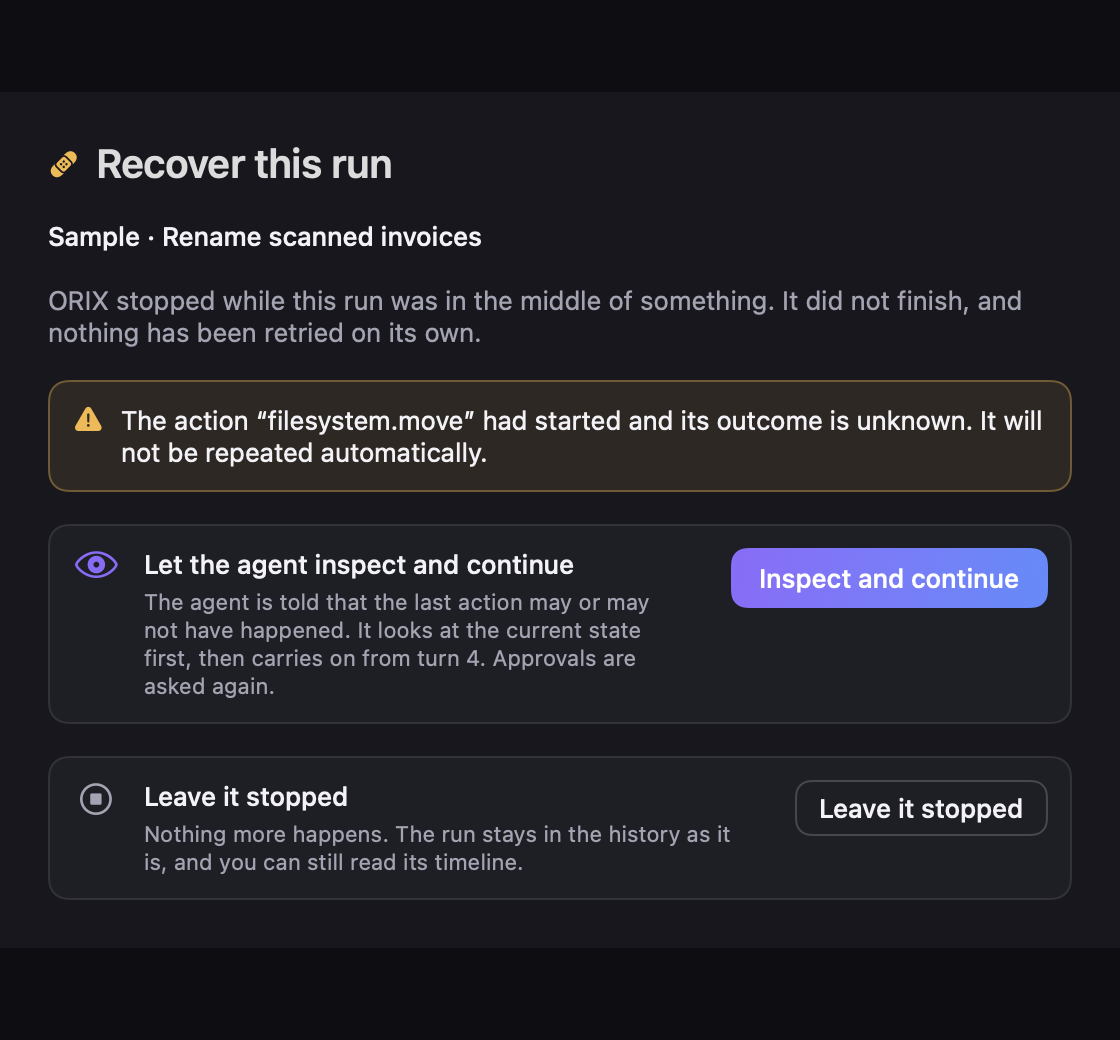 Recover this run
Sample · Rename scanned invoices
ORIX stopped while this run was in the middle of something. It did not finish, and
nothing has been retried on its own.
The action “filesystem.move” had started and its outcome is unknown. It will
not be repeated automatically.
Let the agent inspect and continue
Inspect and continue
The agent is told that the last action may or may
not have happened. It looks at the current state
first, then carries on from turn 4. Approvals are
asked again.
Leave it stopped
Leave it stopped
Nothing more happens. The run stays in the history as it
is, and you can still read its timeline.